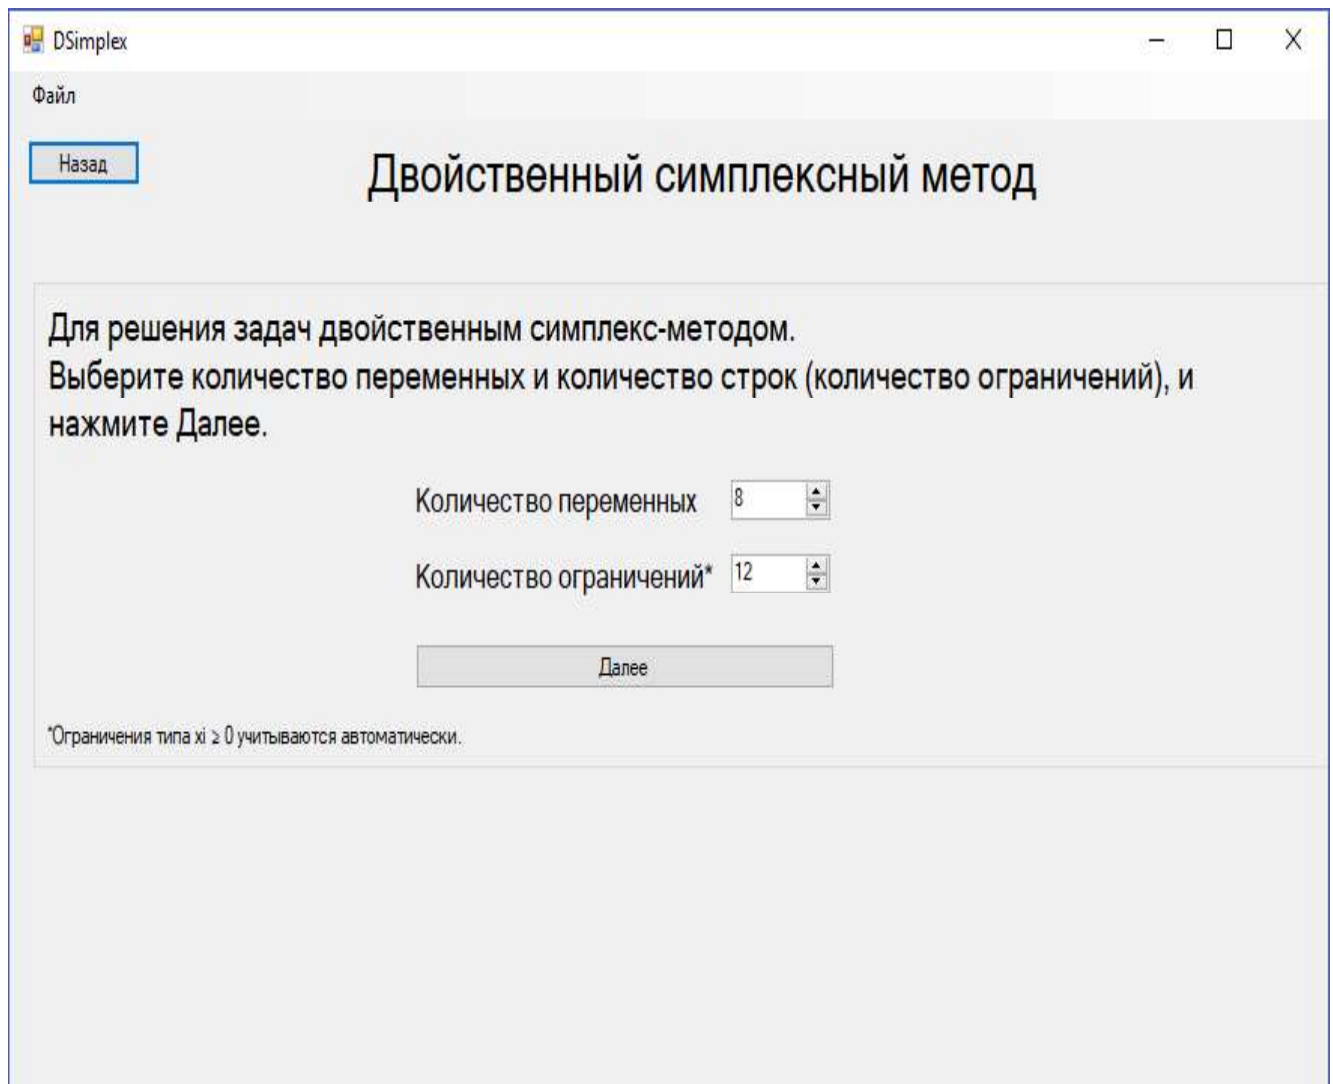 DSimplex
Файл
Назад
Двойственный симплексный метод
Для решения задач двойственным симплекс-методом.
Выберите количество переменных и количество строк (количество ограничений), и
нажмите Далее.
Количество переменных 8
Количество ограничений* 12
Далее
*Ограничения типа xi ≥ 0 учитываются автоматически.